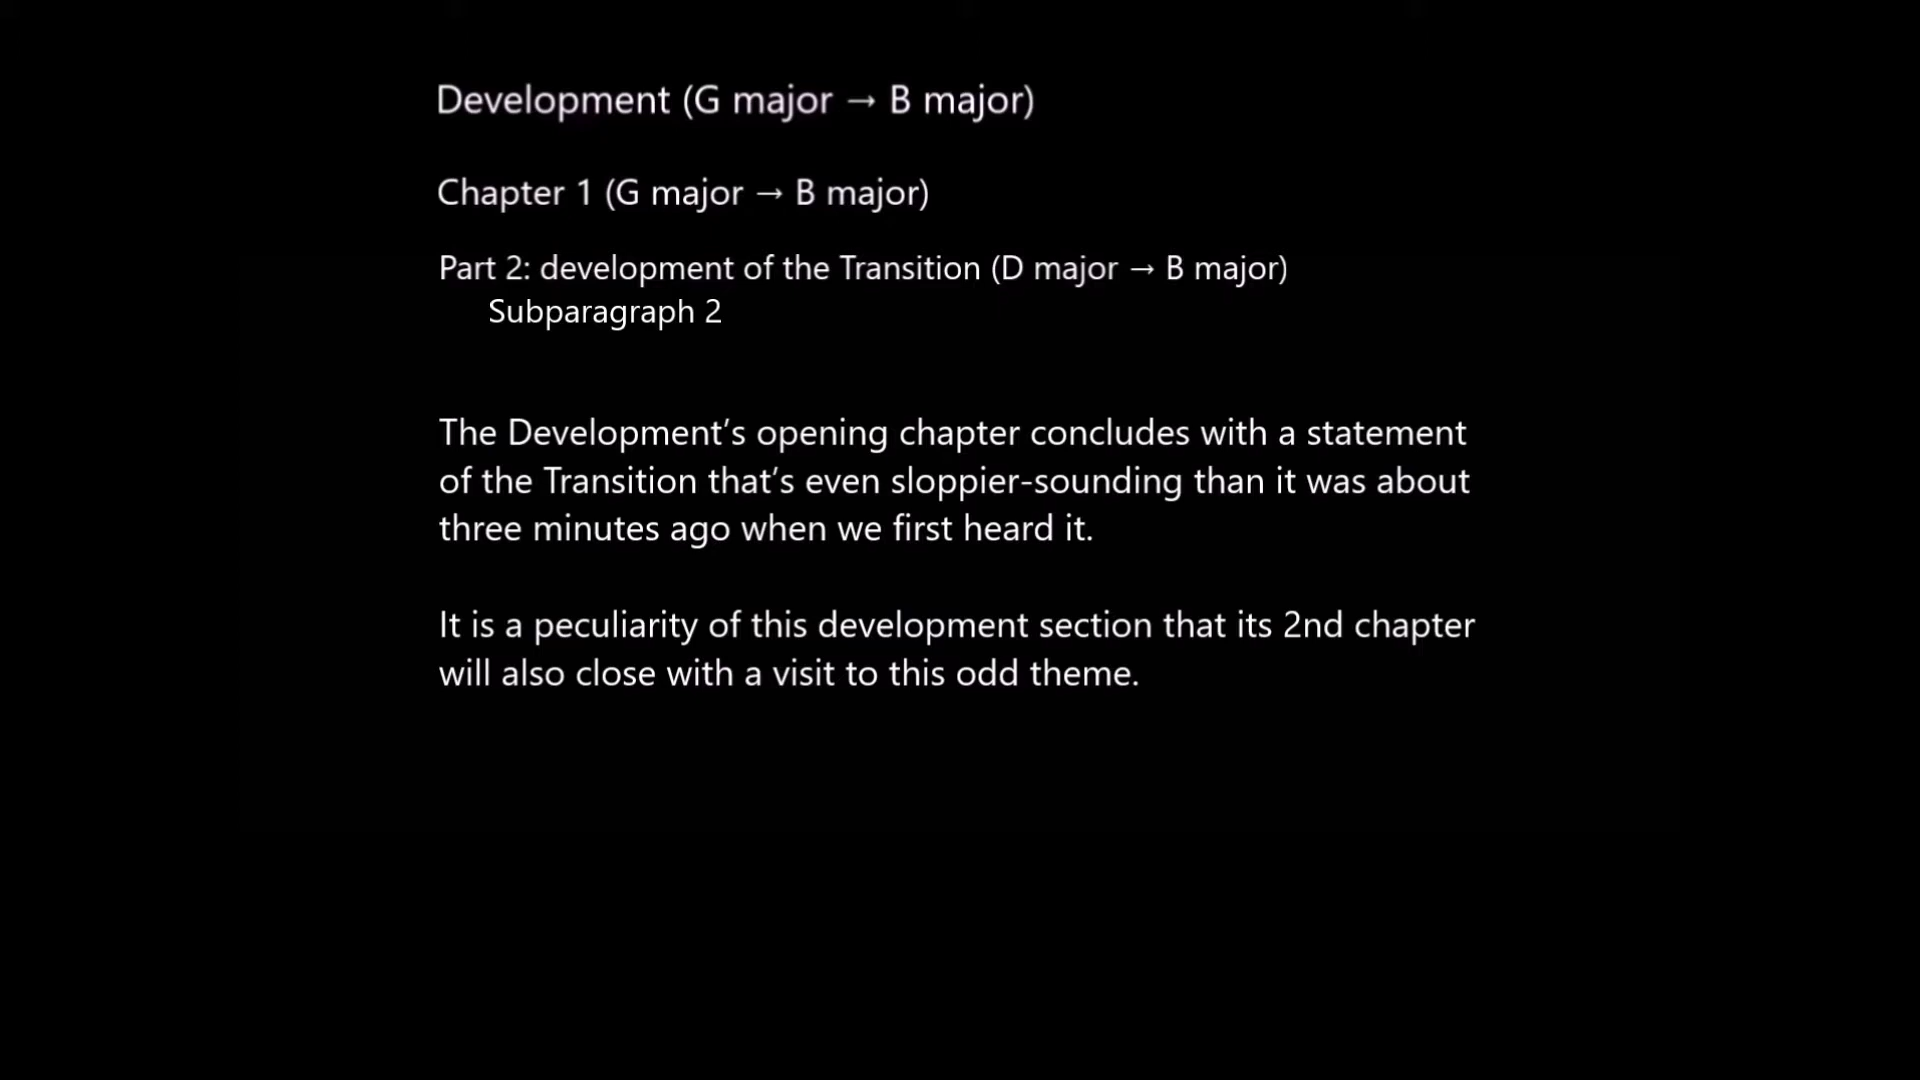 Development (G major → B major)
Chapter 1 (G major → B major)
Part 2: development of the Transition (D major → B major)
Subparagraph 2
The Development’s opening chapter concludes with a statement
of the Transition that’s even sloppier-sounding than it was about
three minutes ago when we first heard it.
It is a peculiarity of this development section that its 2nd chapter
will also close with a visit to this odd theme.